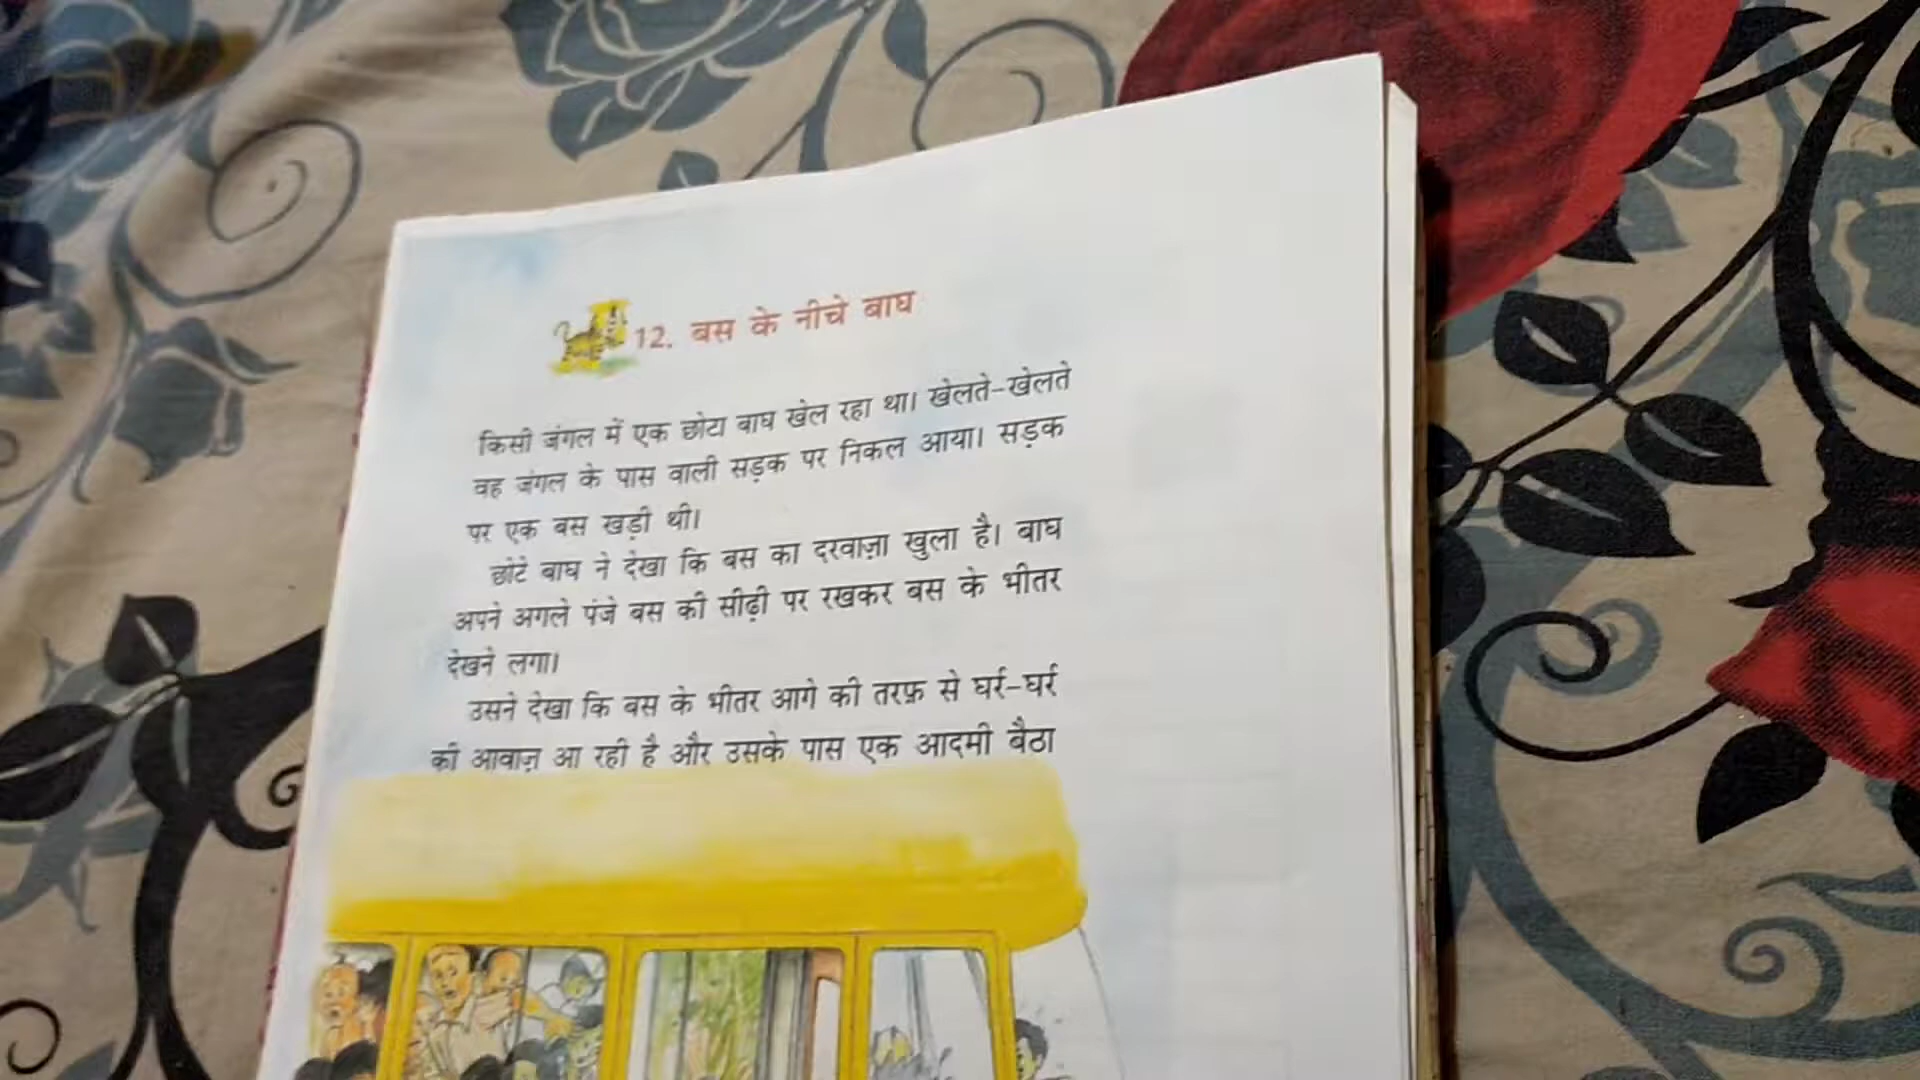 12. बस के नीचे बाघ
किसी जंगल में एक छोटा बाघ खेल रहा था। खेलते-खेलते
वह जंगल के पास वाली सड़क पर निकल आया। सड़क
पर एक बस खड़ी थी।
छोटे बाघ ने देखा कि बस का दरवाज़ा खुला है। बाघ
अपने अगले पंजे बस की सीढ़ी पर रखकर बस के भीतर
देखने लगा।
उसने देखा कि बस के भीतर आगे की तरफ़ से घर्र-घर्र
की आवाज़ आ रही है और उसके पास एक आदमी बैठा